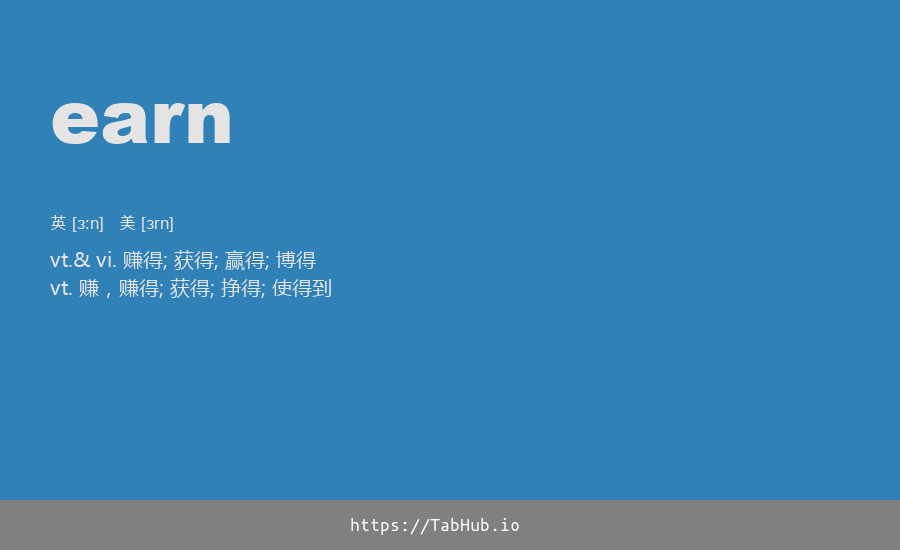 earn
英 [ɜ:n] 美 [ɜrn]
vt.& vi. 赚得; 获得; 赢得; 博得
vt. 赚，赚得; 获得; 挣得; 使得到
https://TabHub.io